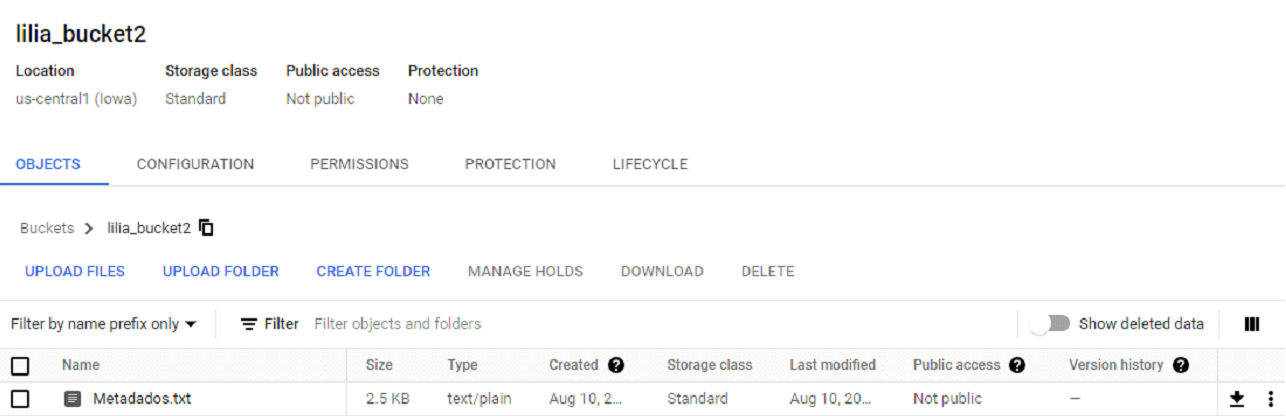 lilia_bucket2
Location Storage class Public access Protection
us-central1 (Iowa) Standard Not public None
OBJECTS CONFIGURATION PERMISSIONS PROTECTION LIFECYCLE
Buckets > lilia_bucket2
UPLOAD FILES UPLOAD FOLDER CREATE FOLDER MANAGE HOLDS DOWNLOAD DELETE
Filter by name prefix only Filter Filter objects and folders Show deleted data
Name Size Type Created ? Storage class Last modified Public access ? Version history ?
Metadados.txt 2.5 KB text/plain Aug 10, 2... Standard Aug 10, 20... Not public —